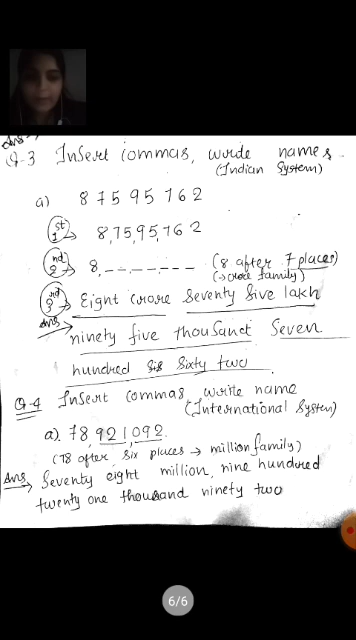 Ans→
Q-3 Insert commas, write names
(Indian System)
a) 8 7 5 9 5 7 6 2
1st→ 8,75,95,762
2nd→ 8,_ _ _ _ _ _ _ (8 after 7 places)
(→ crore family)
3rd→ Eight crore seventy five lakh
Ans→ ninety five thousand seven
hundred sixty two
Q-4 Insert commas, write name
(International System)
a). 78,921,092.
(78 after six places → million family)
Ans→ Seventy eight million, nine hundred
twenty one thousand ninety two
6/6